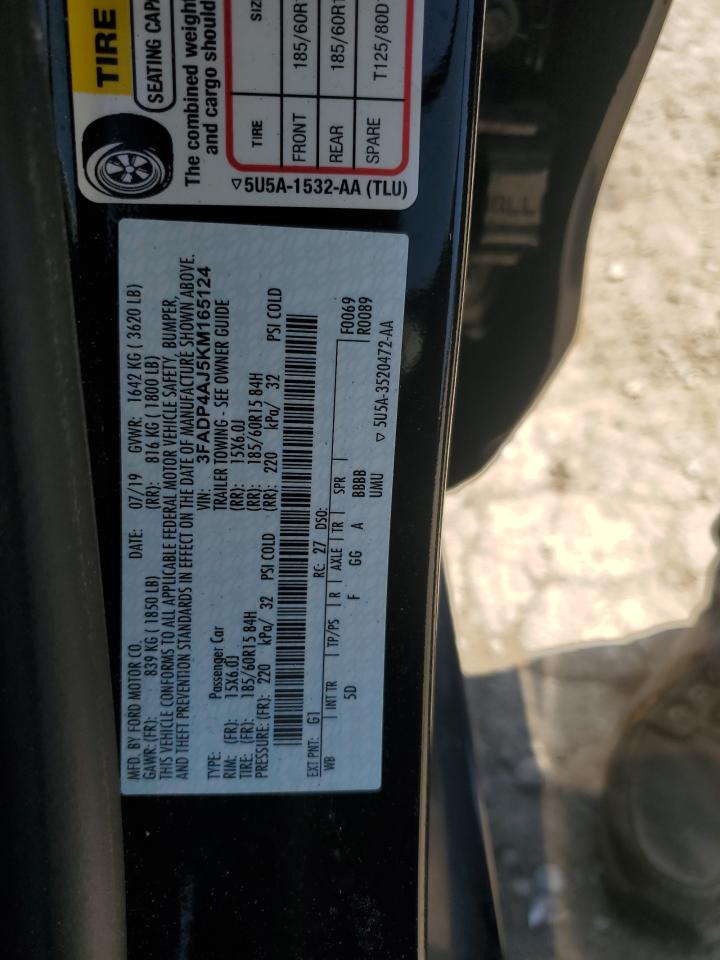 MFD. BY FORD MOTOR CO.
DATE: 07/19 GVWR: 1642 KG ( 3620 LB)
GAWR: (FR): 839 KG ( 1850 LB) (RR): 816 KG ( 1800 LB)
THIS VEHICLE CONFORMS TO ALL APPLICABLE FEDERAL MOTOR VEHICLE SAFETY, BUMPER,
AND THEFT PREVENTION STANDARDS IN EFFECT ON THE DATE OF MANUFACTURE SHOWN ABOVE.
VIN: 3FADP4AJ5KM165124
TYPE: Passenger Car TRAILER TOWING - SEE OWNER GUIDE
RIM: (FR): 15X6.0J (RR): 15X6.0J
TIRE: (FR): 185/60R15 84H (RR): 185/60R15 84H
PRESSURE: (FR): 220 kPa/ 32 PSI COLD (RR): 220 kPa/ 32 PSI COLD
EXT PNT: G1 RC: 27 DSO: F0069
WB INT TR TP/PS R AXLE TR SPR R0089
5D F GG A BBBB
UMU
▽ 5U5A-3520472-AA
TIRE
SEATING CAP
The combined weight
and cargo should
TIRE SIZ
FRONT 185/60R1
REAR 185/60R1
SPARE T125/80D
▽ 5U5A-1532-AA (TLU)